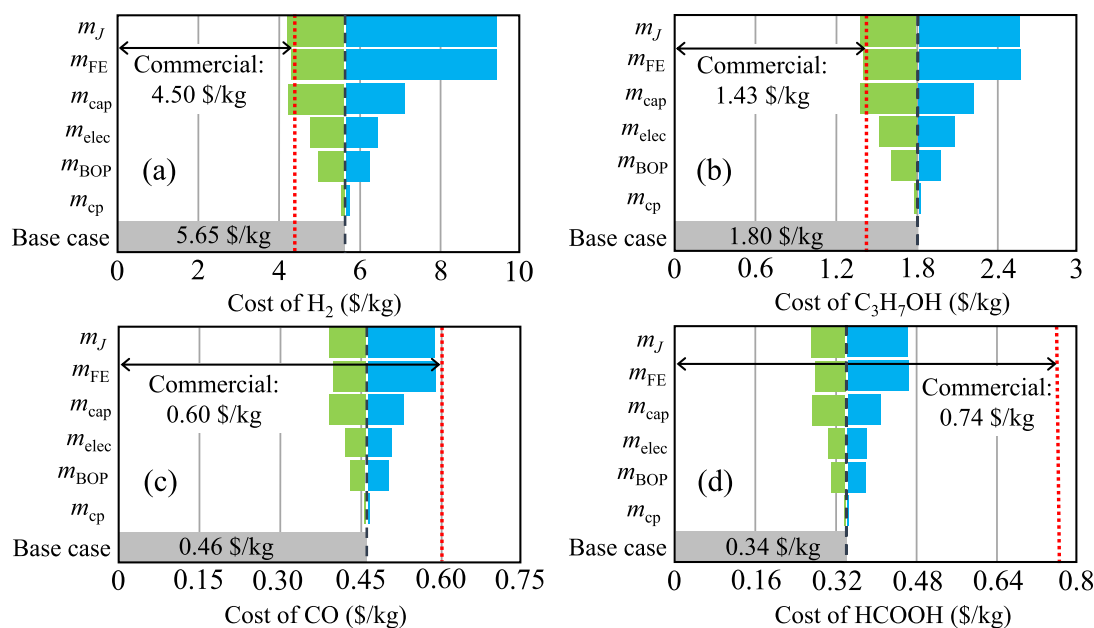 (a)
m_J
m_FE
m_cap
m_elec
m_BOP
m_cp
Base case
Commercial:
4.50 $/kg
5.65 $/kg
0 2 4 6 8 10
Cost of H₂ ($/kg)
(b)
m_J
m_FE
m_cap
m_elec
m_BOP
m_cp
Base case
Commercial:
1.43 $/kg
1.80 $/kg
0 0.6 1.2 1.8 2.4 3
Cost of C₃H₇OH ($/kg)
(c)
m_J
m_FE
m_cap
m_elec
m_BOP
m_cp
Base case
Commercial:
0.60 $/kg
0.46 $/kg
0 0.15 0.30 0.45 0.60 0.75
Cost of CO ($/kg)
(d)
m_J
m_FE
m_cap
m_elec
m_BOP
m_cp
Base case
Commercial:
0.74 $/kg
0.34 $/kg
0 0.16 0.32 0.48 0.64 0.8
Cost of HCOOH ($/kg)